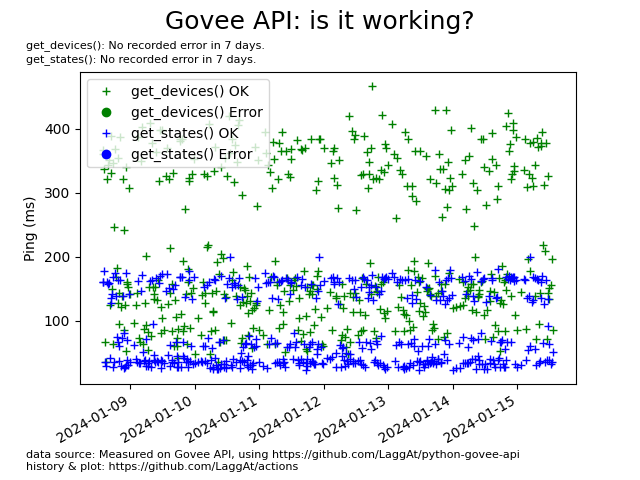 Govee API: is it working?
get_devices(): No recorded error in 7 days.
get_states(): No recorded error in 7 days.
get_devices() OK
get_devices() Error
get_states() OK
get_states() Error
Ping (ms)
400
300
200
100
2024-01-09
2024-01-10
2024-01-11
2024-01-12
2024-01-13
2024-01-14
2024-01-15
data source: Measured on Govee API, using https://github.com/LaggAt/python-govee-api
history & plot: https://github.com/LaggAt/actions